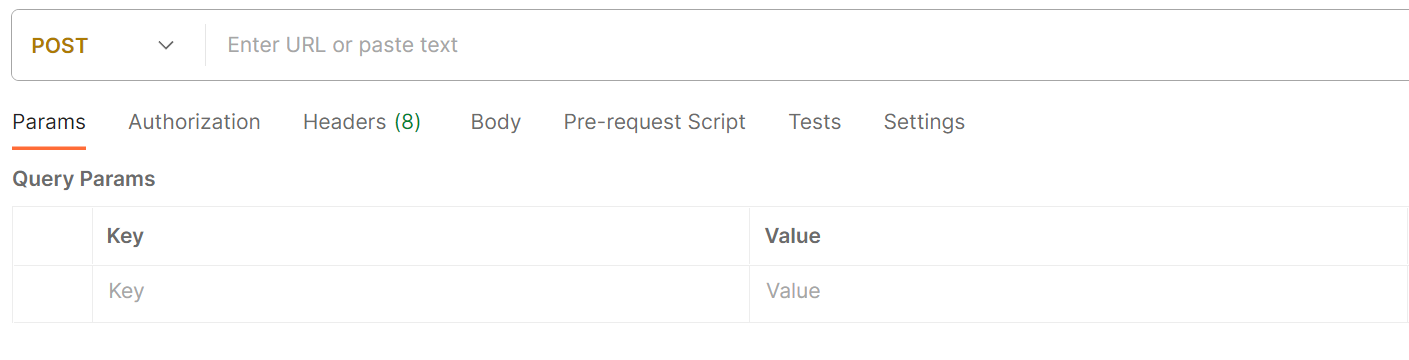 POST Enter URL or paste text
Params Authorization Headers (8) Body Pre-request Script Tests Settings
Query Params
Key Value
Key Value